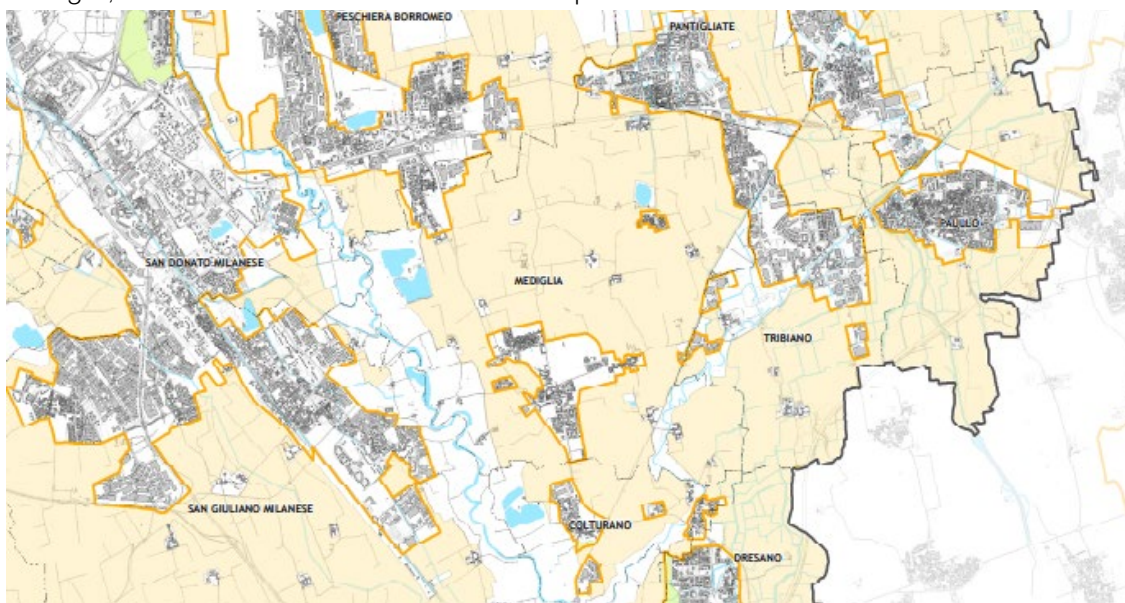 PESCHIERA BORROMEO
PANTIGLIATE
PAULLO
SAN DONATO MILANESE
MEDIGLIA
TRIBIANO
SAN GIULIANO MILANESE
COLTURANO
DRESANO